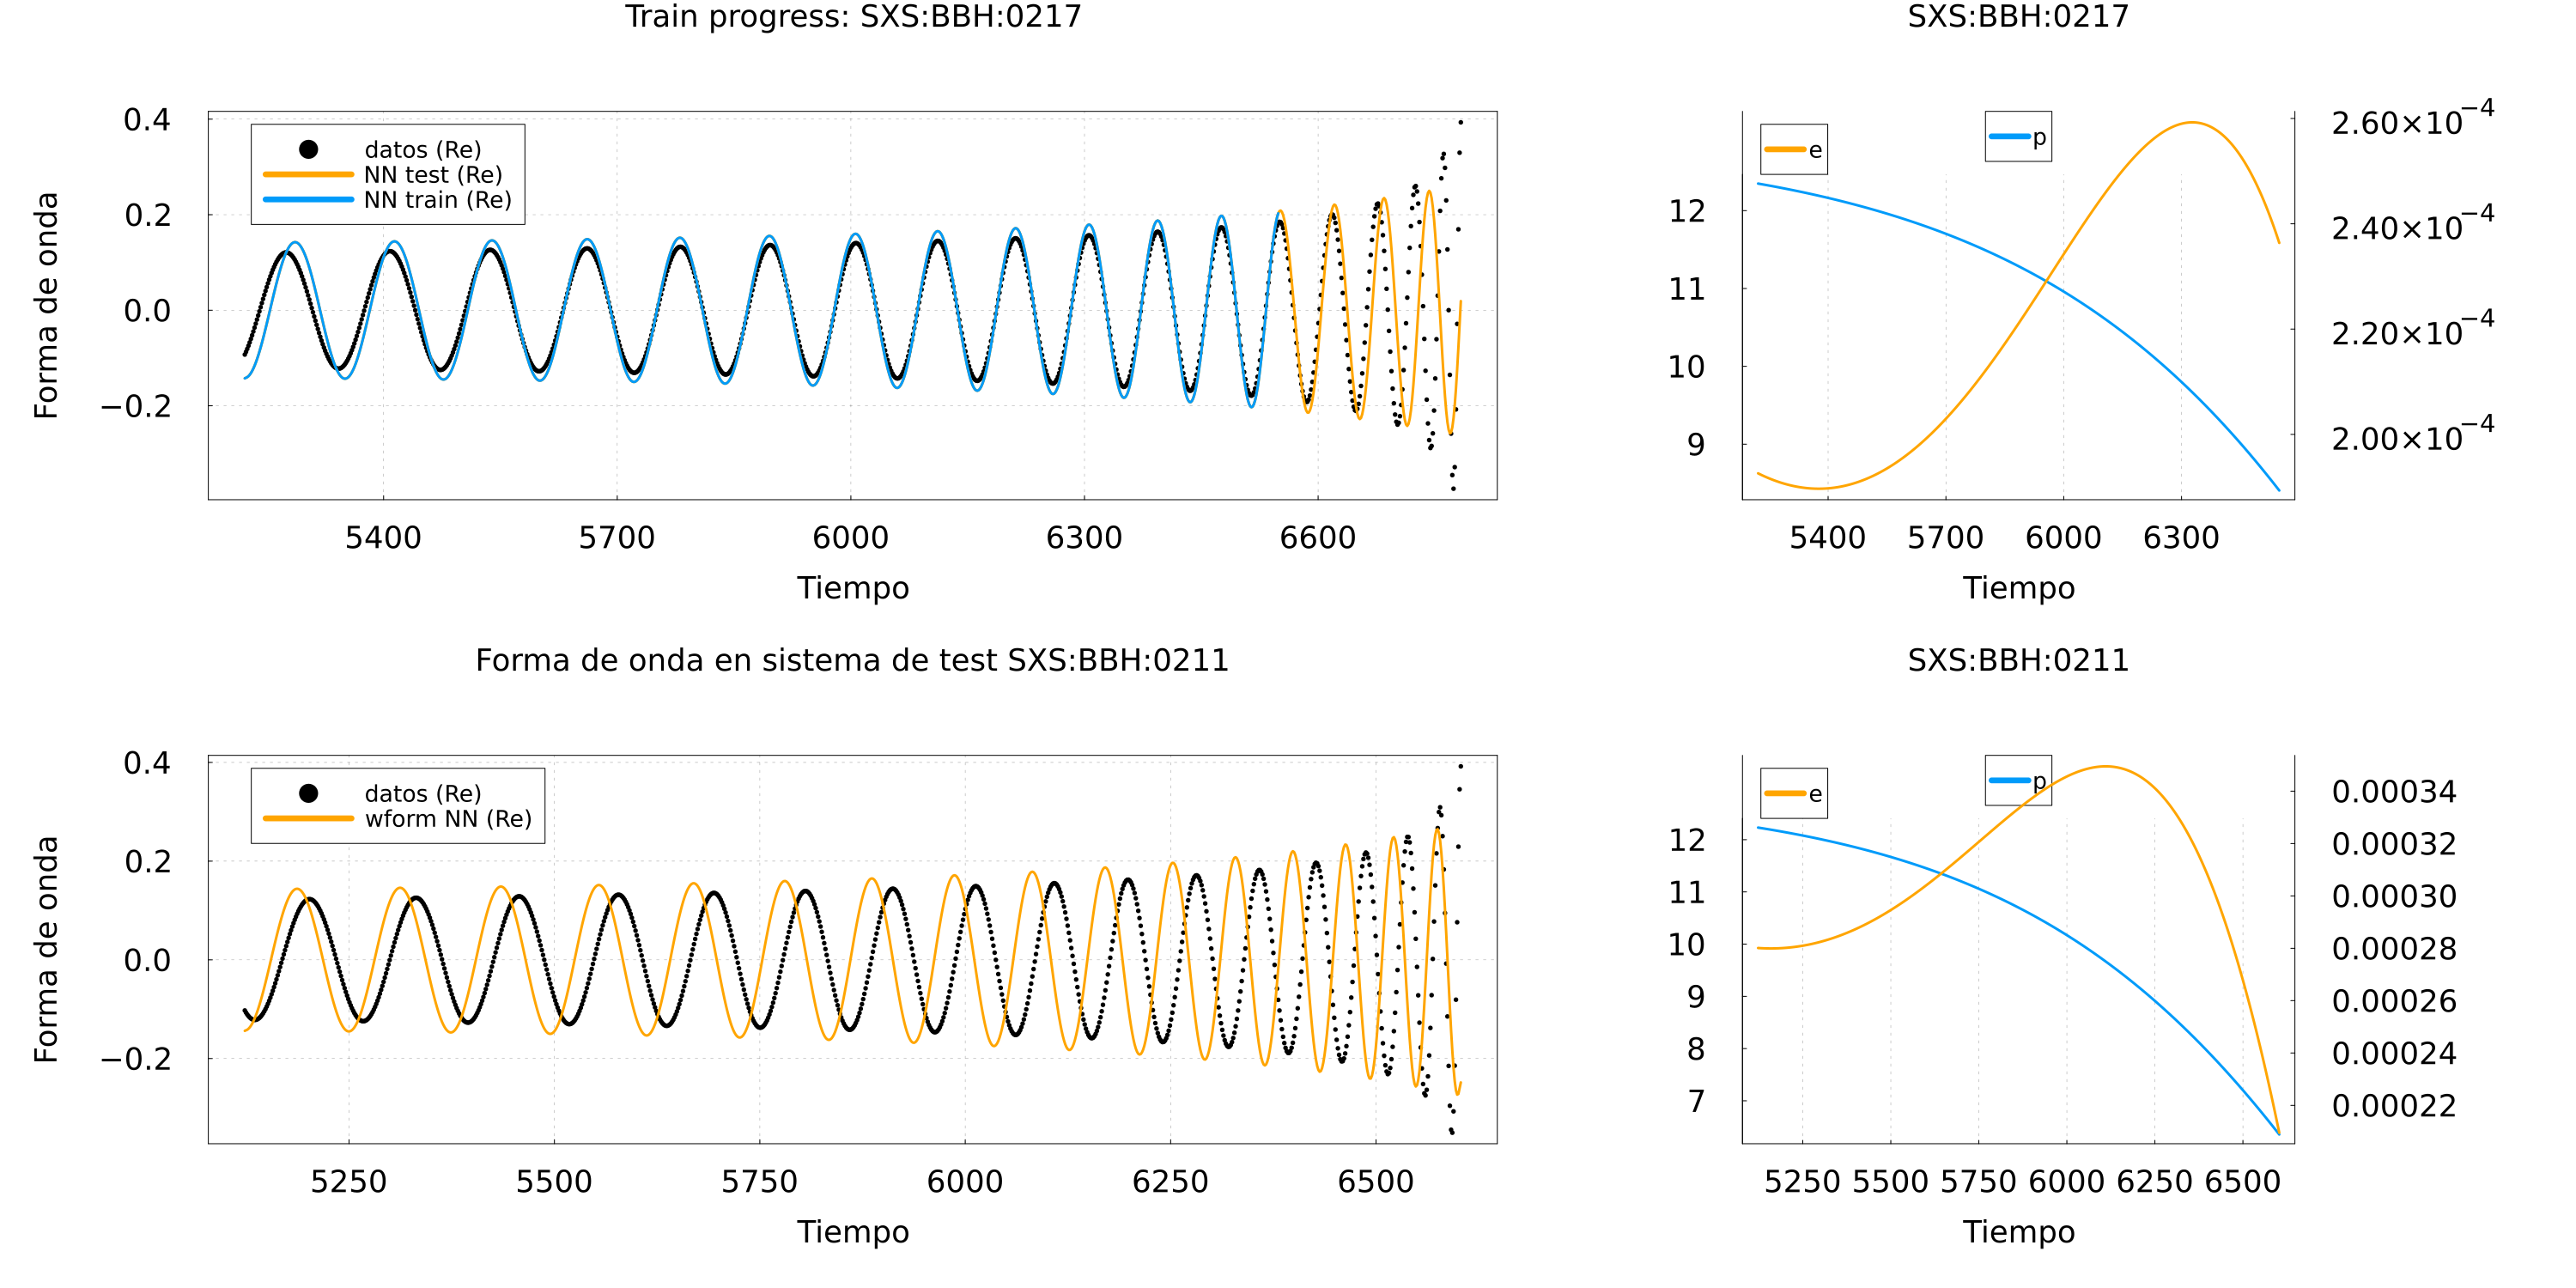 Train progress: SXS:BBH:0217
0.4
0.2
0.0
−0.2
Forma de onda
datos (Re)
NN test (Re)
NN train (Re)
5400 5700 6000 6300 6600
Tiempo
SXS:BBH:0217
e
p
12
11
10
9
2.60×10⁻⁴
2.40×10⁻⁴
2.20×10⁻⁴
2.00×10⁻⁴
5400 5700 6000 6300
Tiempo
Forma de onda en sistema de test SXS:BBH:0211
0.4
0.2
0.0
−0.2
Forma de onda
datos (Re)
wform NN (Re)
5250 5500 5750 6000 6250 6500
Tiempo
SXS:BBH:0211
e
p
12
11
10
9
8
7
0.00034
0.00032
0.00030
0.00028
0.00026
0.00024
0.00022
5250 5500 5750 6000 6250 6500
Tiempo